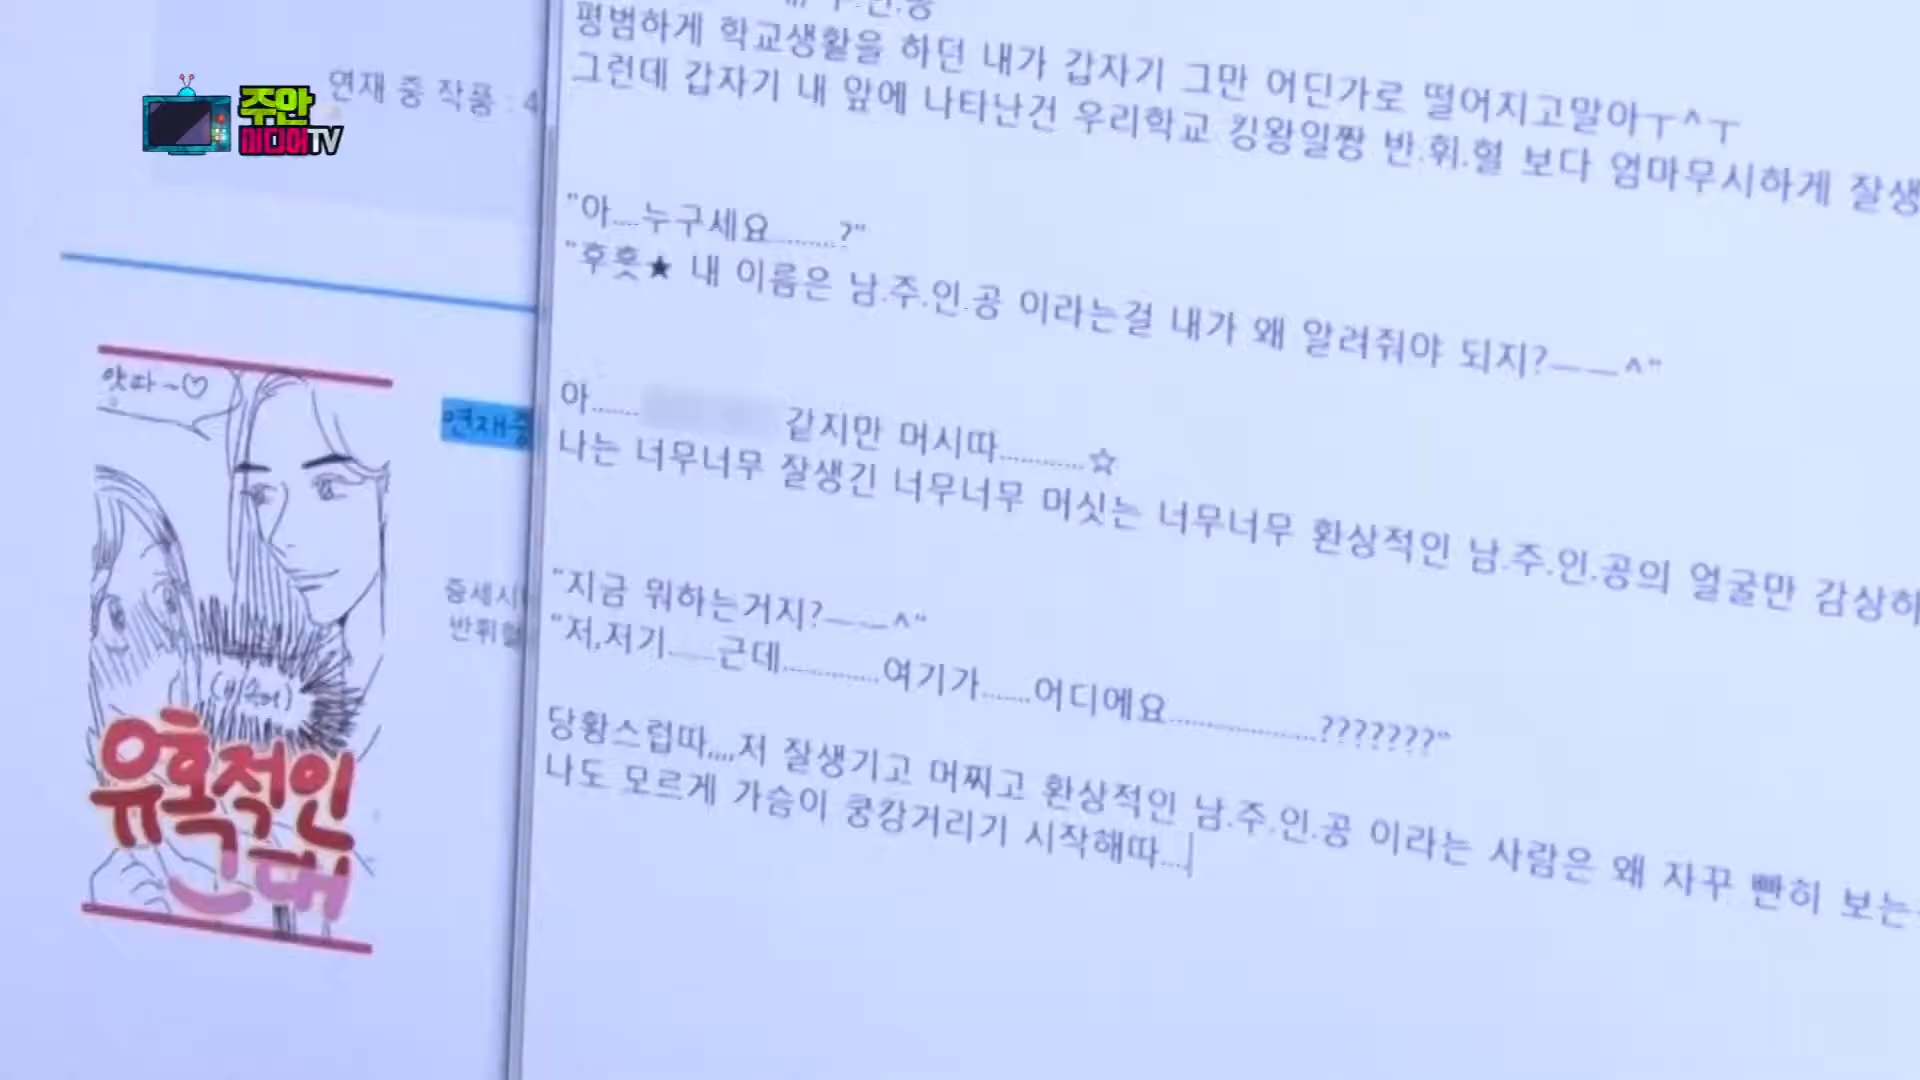 주안
미디어TV
연재 중 작품 : 4
앗따~♡
(비속어)
유혹적인
그대
연재중
중세시
반휘혈
평범하게 학교생활을 하던 내가 갑자기 그만 어딘가로 떨어지고말아ㅜ^ㅜ
그런데 갑자기 내 앞에 나타난건 우리학교 킹왕일짱 반.휘.혈 보다 엄마무시하게 잘생
"아....누구세요........?"
"후훗★ 내 이름은 남.주.인.공 이라는걸 내가 왜 알려줘야 되지?ㅡㅡ^"
아...... 같지만 머시따...........☆
나는 너무너무 잘생긴 너무너무 머싯는 너무너무 환상적인 남.주.인.공의 얼굴만 감상하
"지금 뭐하는거지?ㅡㅡ^"
"저,저기......근데............여기가......어디에요..................???????"
당황스럽따,,,,저 잘생기고 머찌고 환상적인 남.주.인.공 이라는 사람은 왜 자꾸 빤히 보는
나도 모르게 가슴이 쿵캉거리기 시작해따....